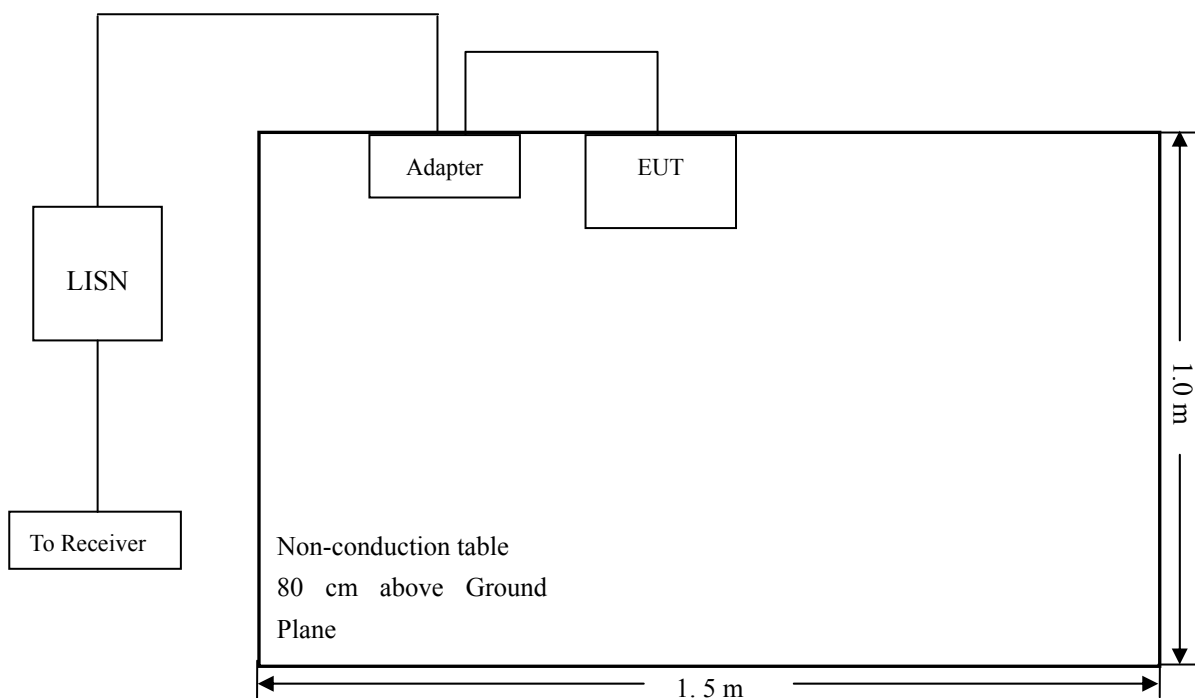 Adapter
EUT
LISN
1.0 m
To Receiver
Non-conduction table
80 cm above Ground
Plane
1. 5 m